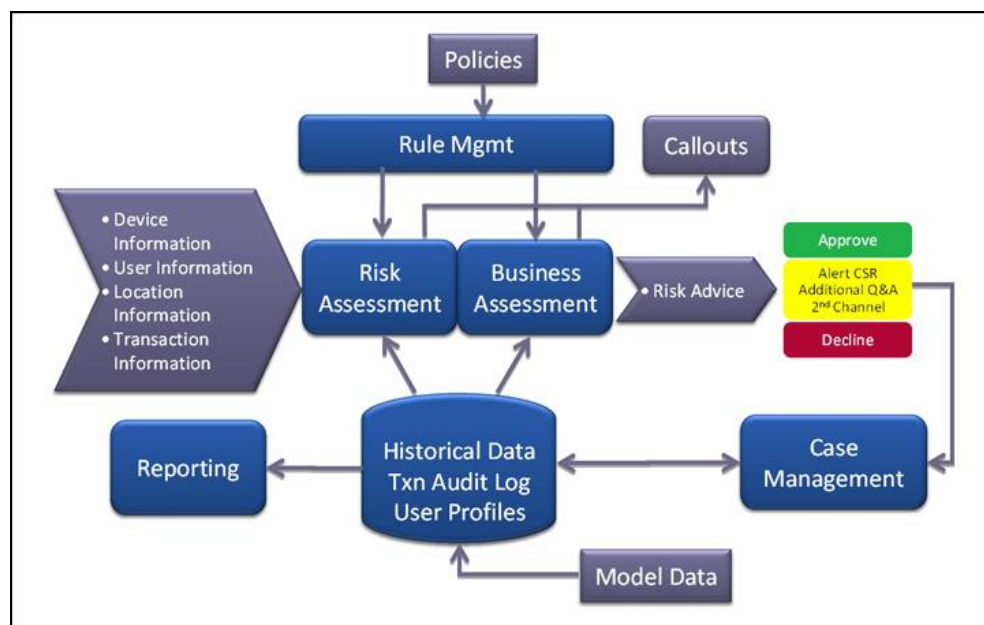 Policies
Rule Mgmt
Callouts
• Device
Information
• User Information
• Location
Information
• Transaction
Information
Risk
Assessment
Business
Assessment
• Risk Advice
Approve
Alert CSR
Additional Q&A
2nd Channel
Decline
Reporting
Historical Data
Txn Audit Log
User Profiles
Case
Management
Model Data